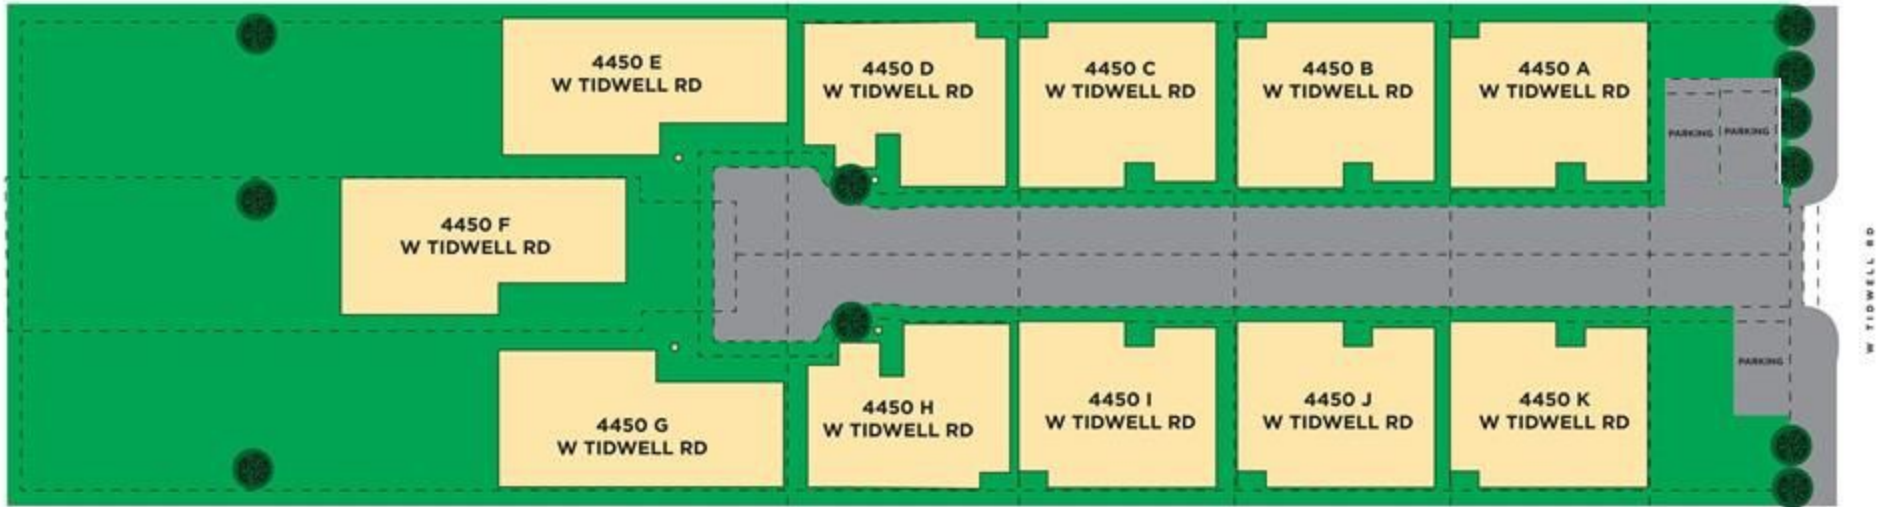 4450 E
W TIDWELL RD
4450 D
W TIDWELL RD
4450 C
W TIDWELL RD
4450 B
W TIDWELL RD
4450 A
W TIDWELL RD
PARKING
PARKING
4450 F
W TIDWELL RD
W TIDWELL RD
4450 G
W TIDWELL RD
4450 H
W TIDWELL RD
4450 I
W TIDWELL RD
4450 J
W TIDWELL RD
4450 K
W TIDWELL RD
PARKING